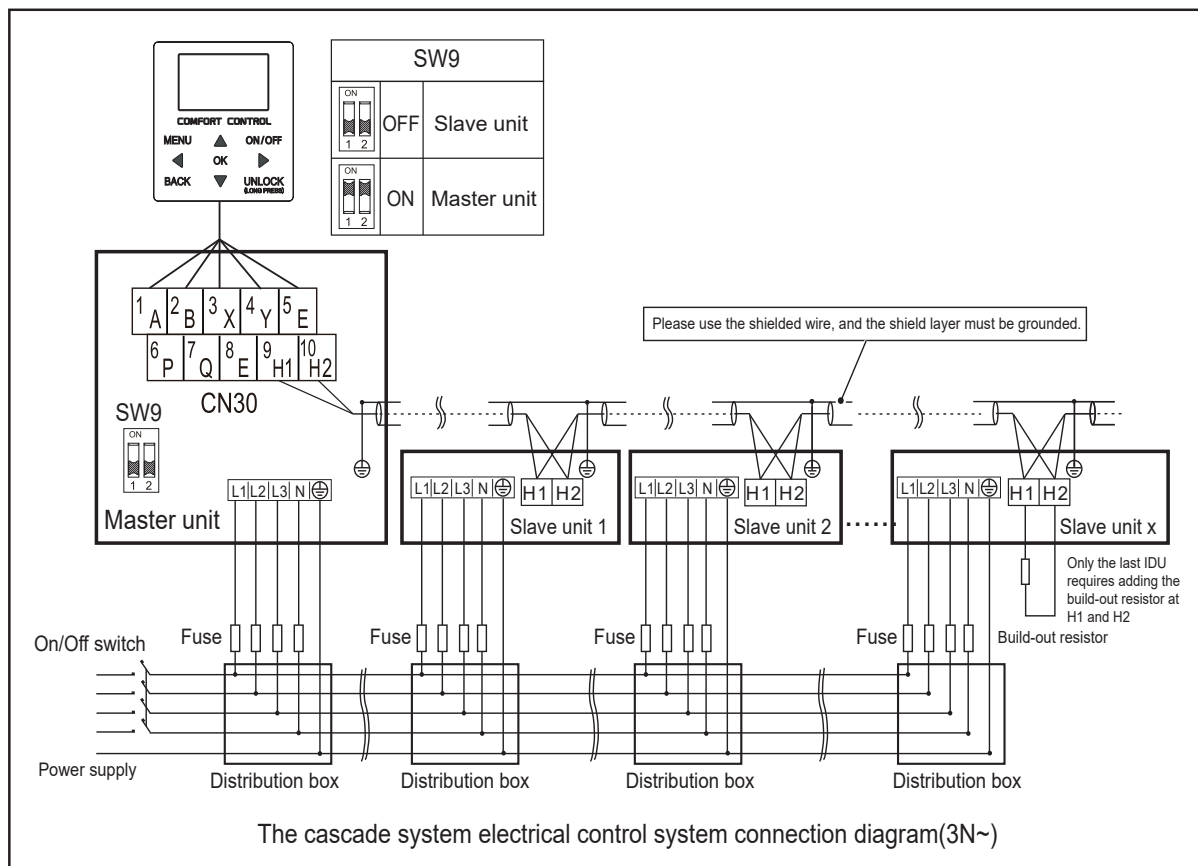 COMFORT CONTROL
MENU ON/OFF
OK
BACK UNLOCK
(LONG PRESS)
SW9
ON
1 2
OFF
Slave unit
ON
1 2
ON
Master unit
1 A 2 B 3 X 4 Y 5 E
6 P 7 Q 8 E 9 H1 10 H2
CN30
SW9
ON
1 2
L1 L2 L3 N
Master unit
Please use the shielded wire, and the shield layer must be grounded.
L1 L2 L3 N H1 H2
Slave unit 1
L1 L2 L3 N H1 H2
Slave unit 2
L1 L2 L3 N H1 H2
Slave unit x
Only the last IDU
requires adding the
build-out resistor at
H1 and H2
Build-out resistor
On/Off switch
Fuse
Fuse
Fuse
Fuse
Power supply
Distribution box
Distribution box
Distribution box
Distribution box
The cascade system electrical control system connection diagram(3N~)